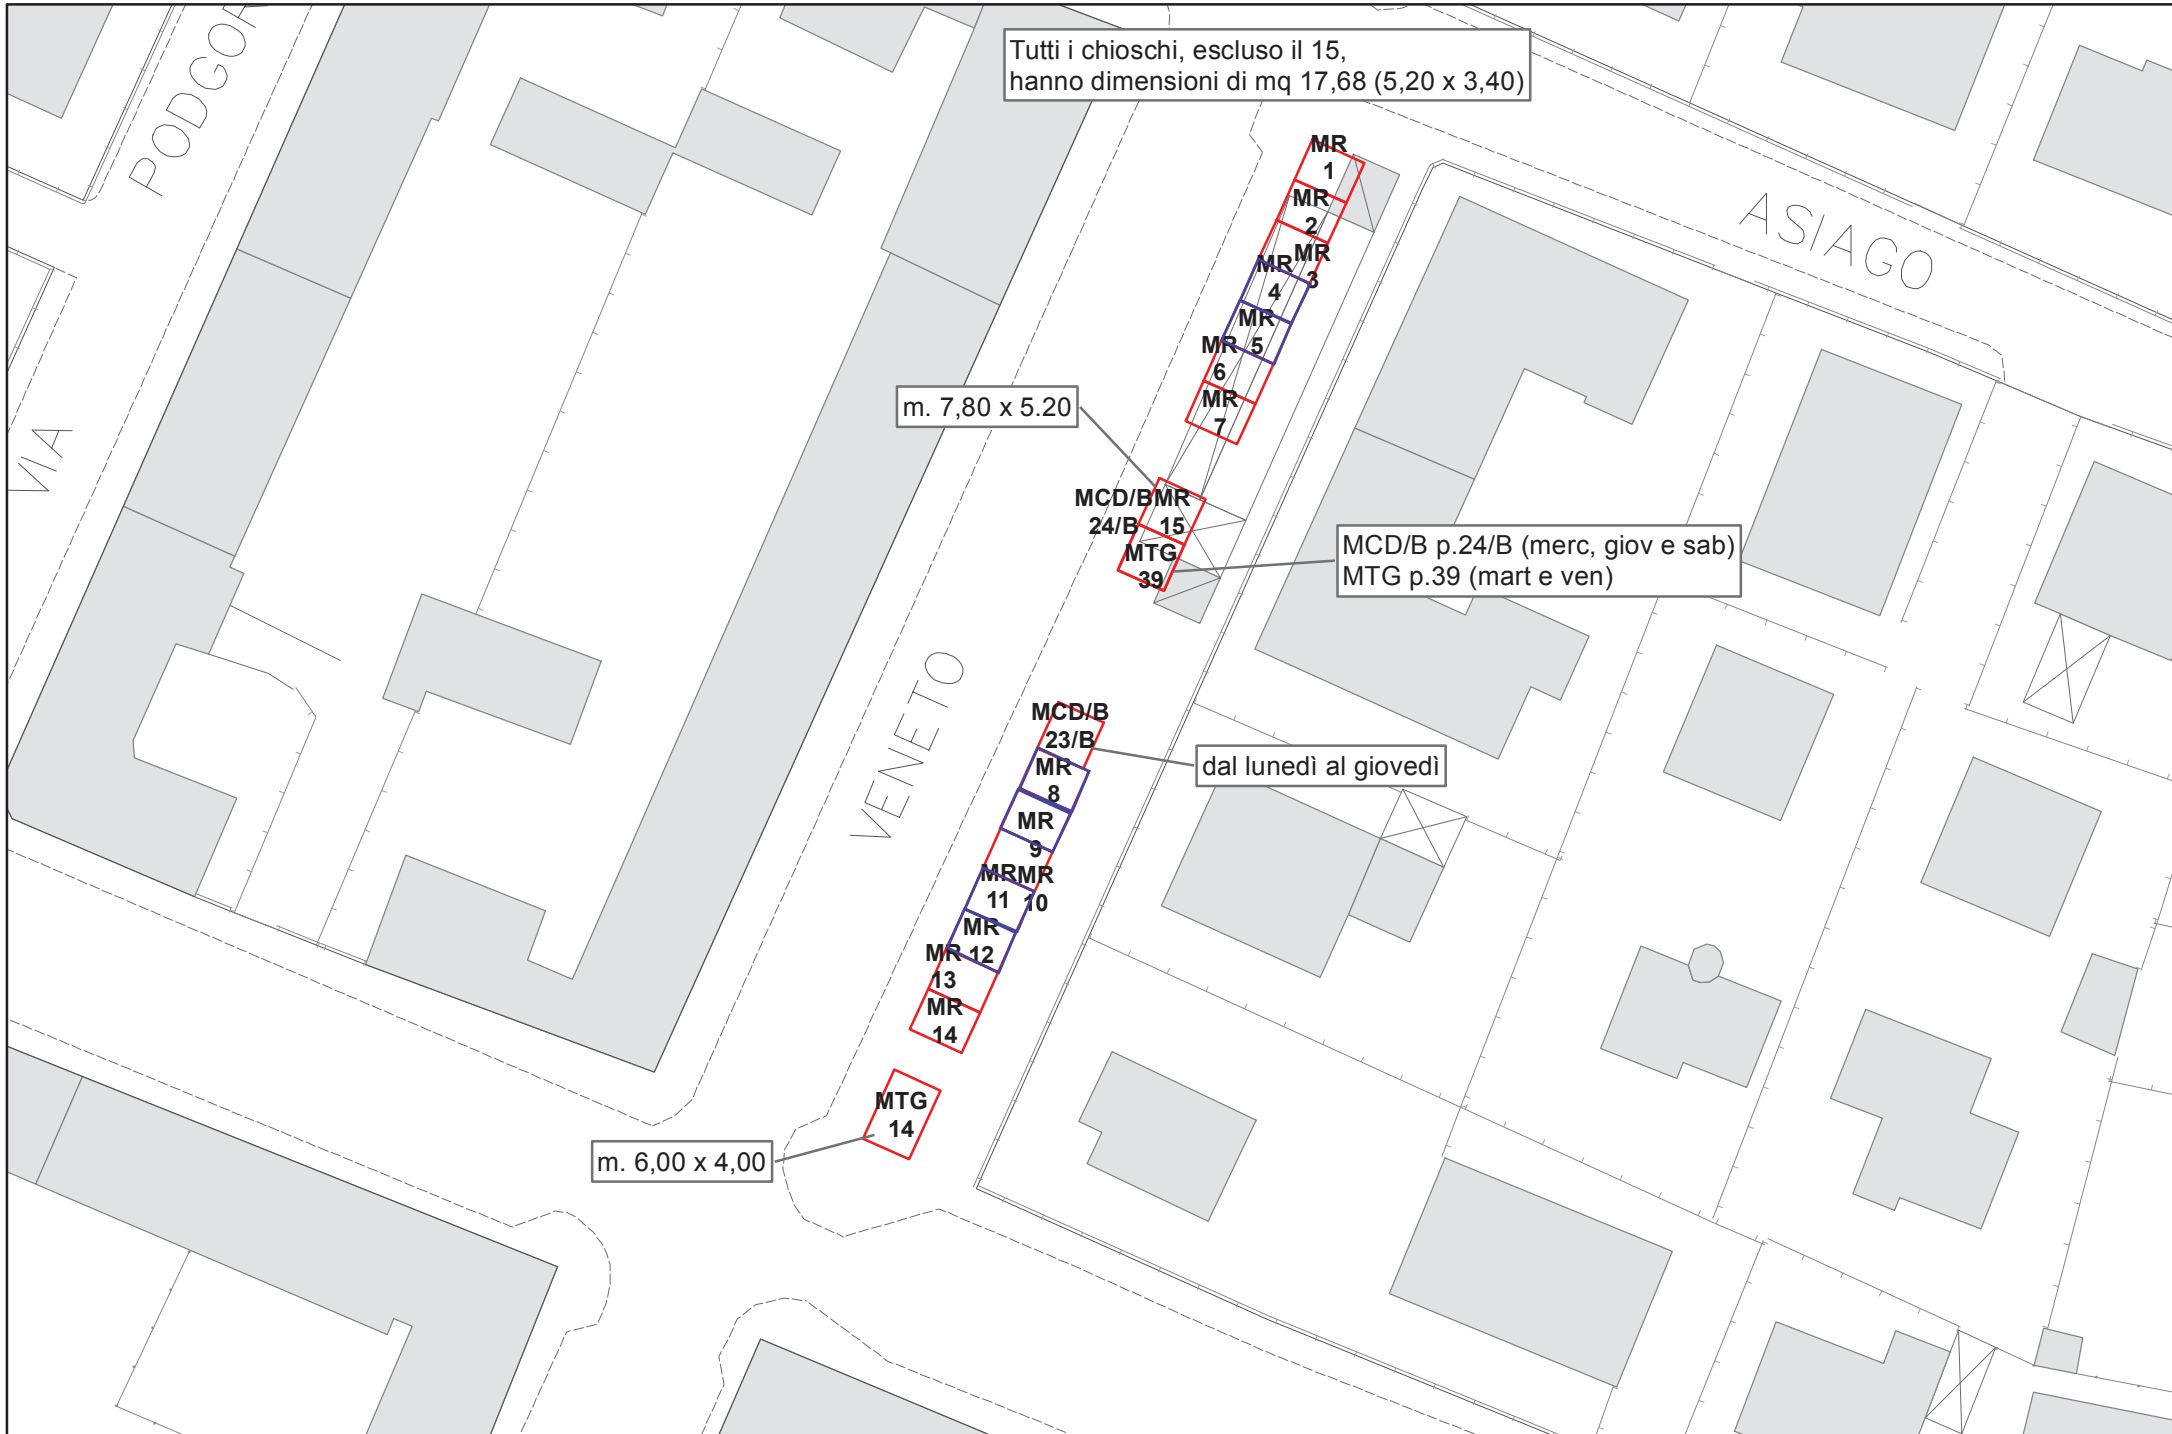 Tutti i chioschi, escluso il 15,
hanno dimensioni di mq 17,68 (5,20 x 3,40)
VIA
ASIAGO
MR
1
MR
2
MR
3
MR
4
MR
5
MR
6
MR
7
m. 7,80 x 5.20
MCD/B
24/B
MR
15
MTG
39
MCD/B p.24/B (merc, giov e sab)
MTG p.39 (mart e ven)
VENETO
MCD/B
23/B
dal lunedì al giovedì
MR
8
MR
9
MR
10
MR
11
MR
12
MR
13
MR
14
MTG
14
m. 6,00 x 4,00